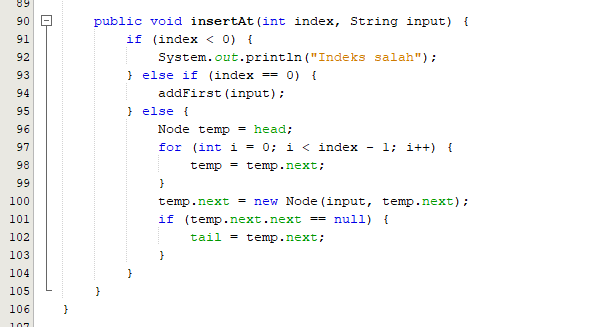 89
90 public void insertAt(int index, String input) {
91 if (index < 0) {
92 System.out.println("Indeks salah");
93 } else if (index == 0) {
94 addFirst(input);
95 } else {
96 Node temp = head;
97 for (int i = 0; i < index - 1; i++) {
98 temp = temp.next;
99 }
100 temp.next = new Node(input, temp.next);
101 if (temp.next.next == null) {
102 tail = temp.next;
103 }
104 }
105 }
106 }
107